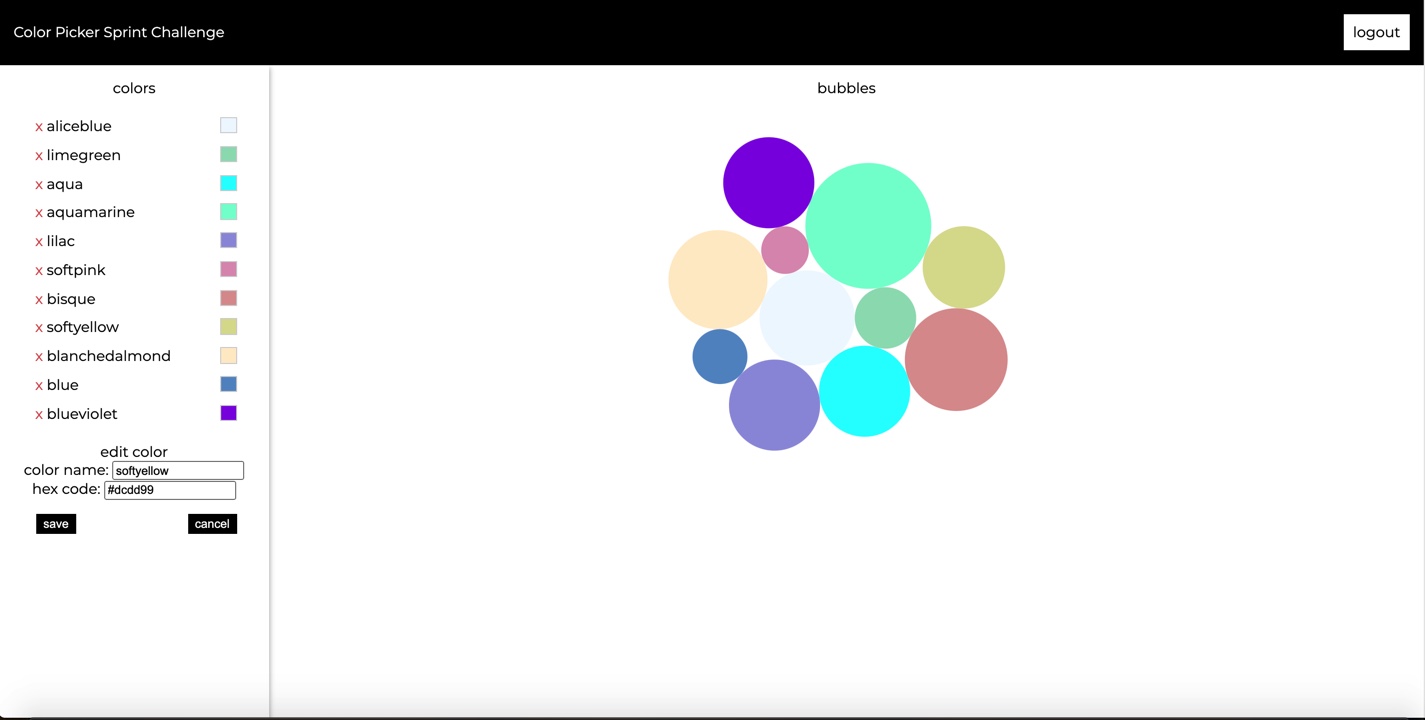 Color Picker Sprint Challenge
logout
colors
x aliceblue
x limegreen
x aqua
x aquamarine
x lilac
x softpink
x bisque
x softyellow
x blanchedalmond
x blue
x blueviolet
edit color
color name: softyellow
hex code: #dcdd99
save
cancel
bubbles